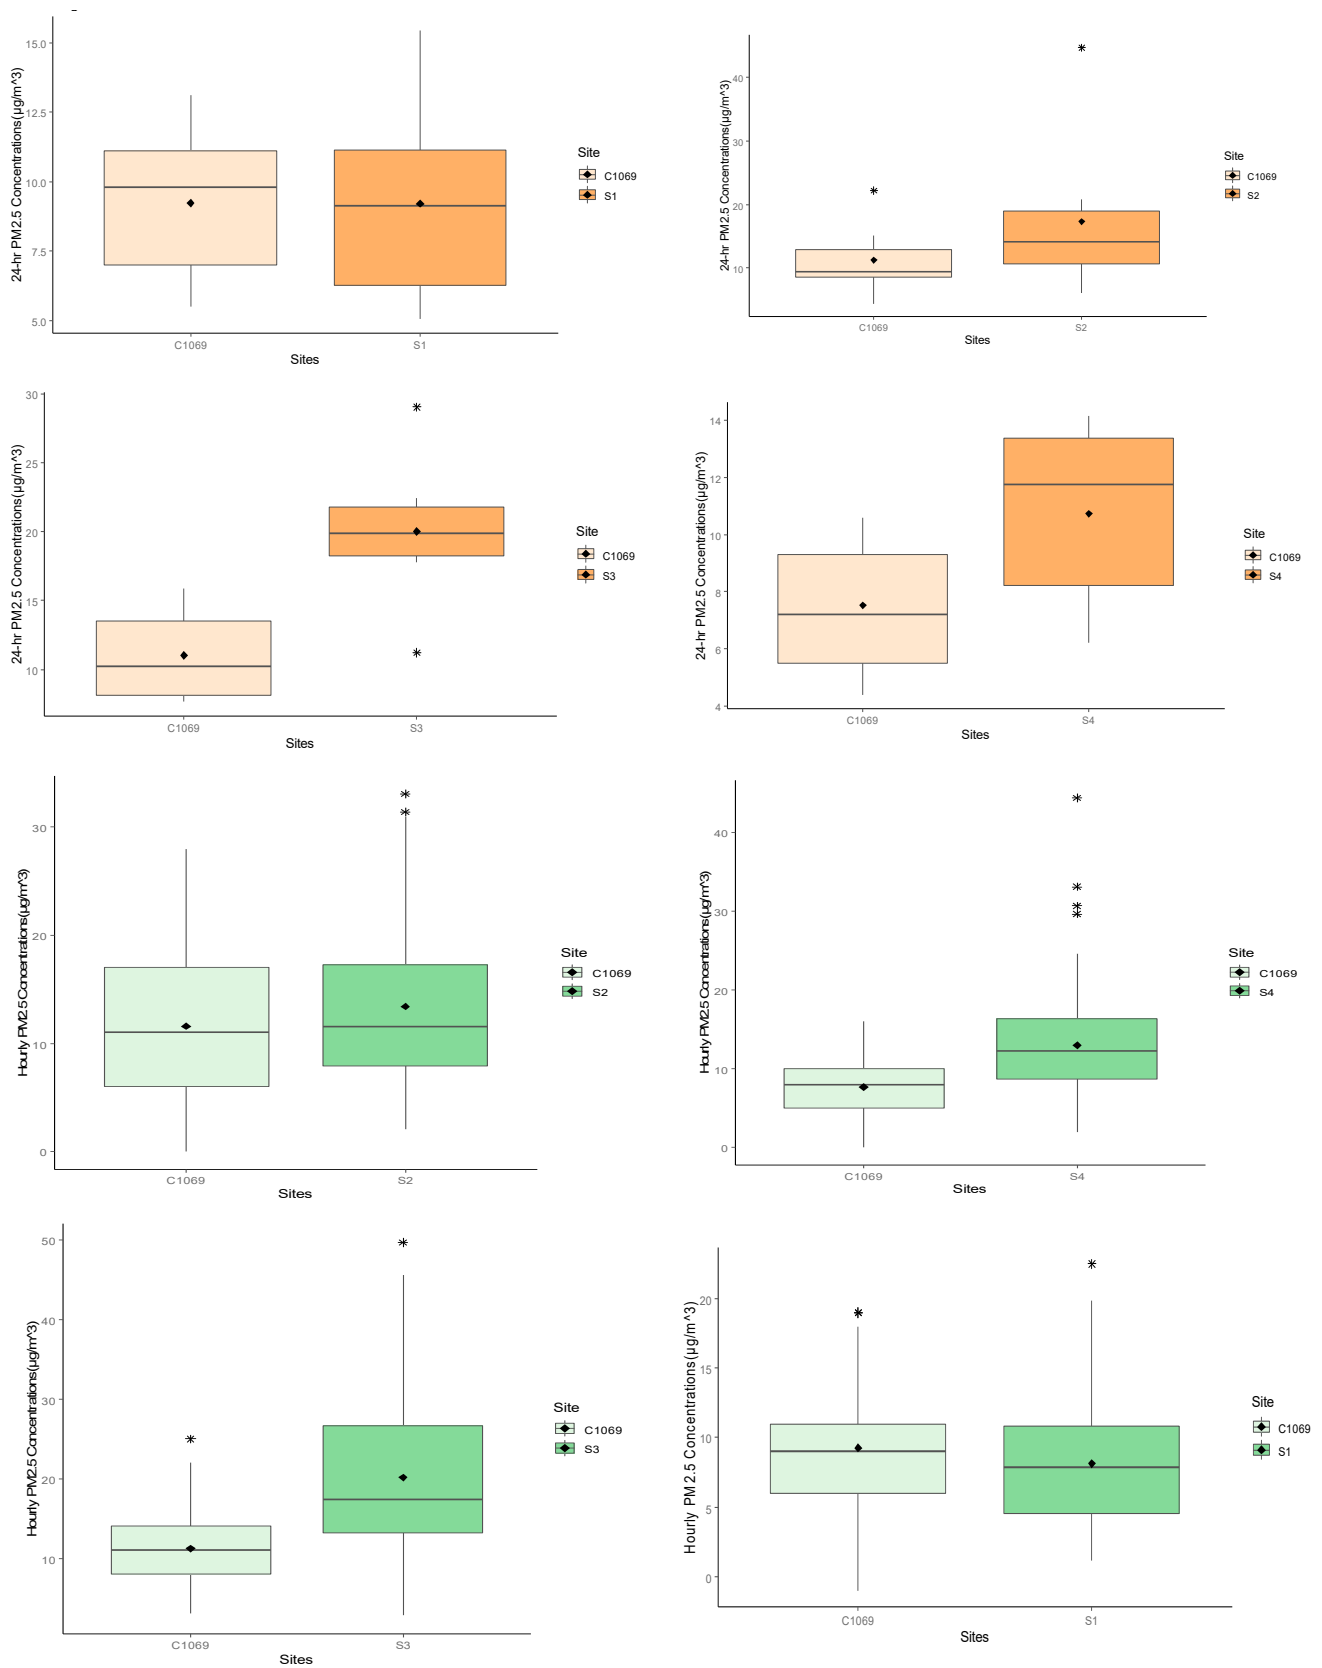 24-hr PM2.5 Concentrations(µg/m^3)
15.0
12.5
10.0
7.5
5.0
C1069
S1
Sites
Site
C1069
S1
24-hr PM2.5 Concentrations(µg/m^3)
40
30
20
10
C1069
S2
Sites
Site
C1069
S2
24-hr PM2.5 Concentrations(µg/m^3)
30
25
20
15
10
C1069
S3
Sites
Site
C1069
S3
24-hr PM2.5 Concentrations(µg/m^3)
14
12
10
8
6
4
C1069
S4
Sites
Site
C1069
S4
Hourly PM2.5 Concentrations(µg/m^3)
30
20
10
0
C1069
S2
Sites
Site
C1069
S2
Hourly PM2.5 Concentrations(µg/m^3)
40
30
20
10
0
C1069
S4
Sites
Site
C1069
S4
Hourly PM2.5 Concentrations(µg/m^3)
50
40
30
20
10
C1069
S3
Sites
Site
C1069
S3
Hourly PM 2.5 Concentrations(µg/m^3)
20
15
10
5
0
C1069
S1
Sites
Site
C1069
S1